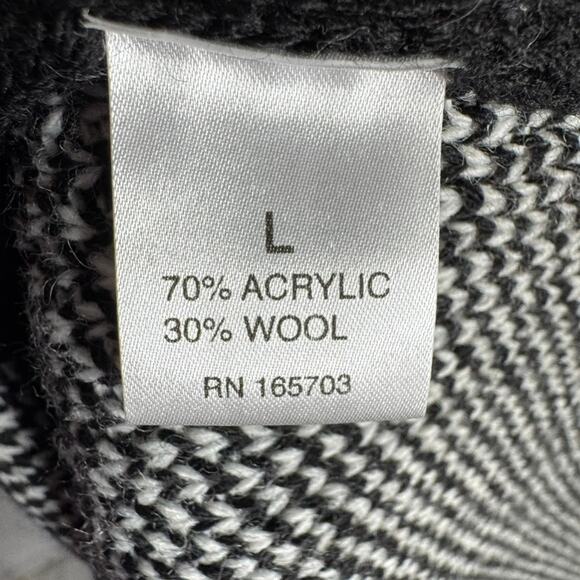 L
70% ACRYLIC
30% WOOL
RN 165703